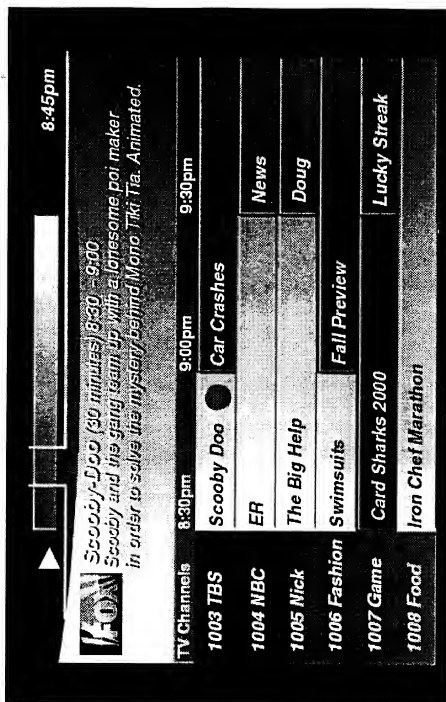 8:45pm
FOX
Scooby-Doo (30 minutes) 8:30 - 9:00
Scooby and the gang team up with a lonesome poi maker
in order to solve the mystery behind Mono Tiki Tia. Animated.
TV Channels 8:30pm 9:00pm 9:30pm
1003 TBS Scooby Doo Car Crashes
1004 NBC ER News
1005 Nick The Big Help Doug
1006 Fashion Swimsuits Fall Preview
1007 Game Card Sharks 2000 Lucky Streak
1008 Food Iron Chef Marathon